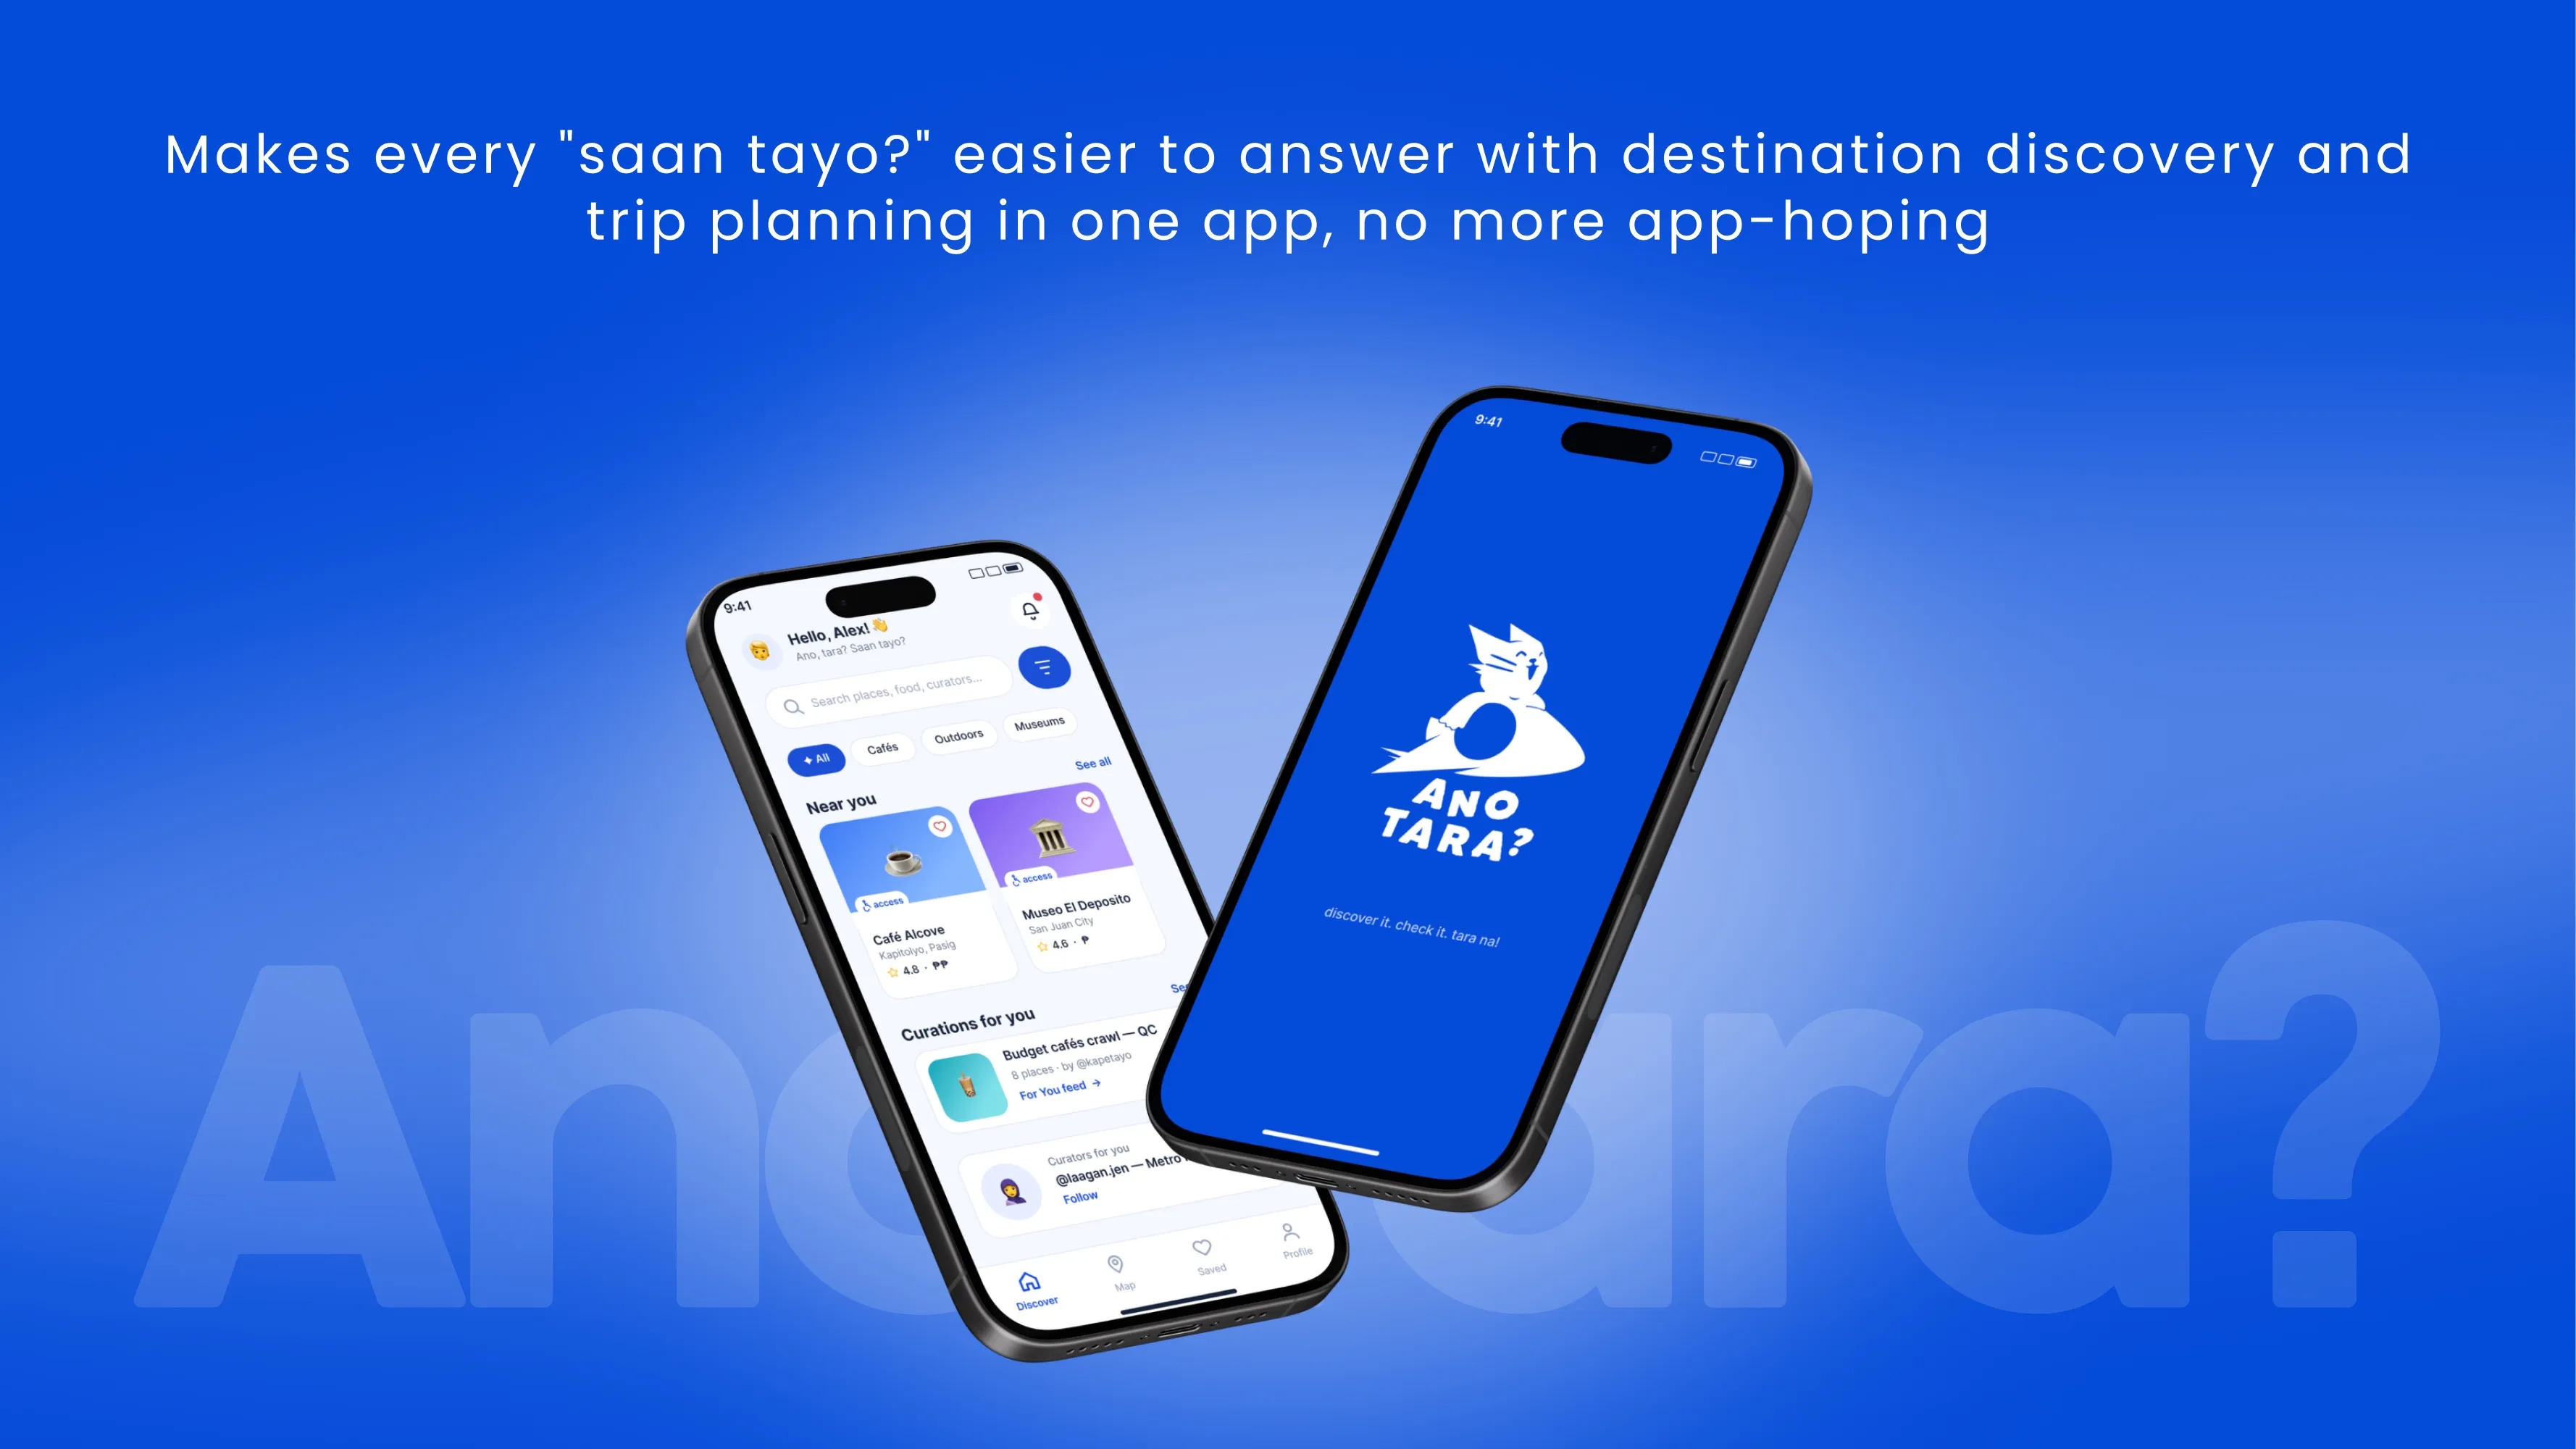 Makes every "saan tayo?" easier to answer with destination discovery and
trip planning in one app, no more app-hoping
9:41
Hello, Alex! 👋
Ano, tara? Saan tayo?
Search places, food, curators...
✦ All
Cafés
Outdoors
Museums
Near you
See all
access
Café Alcove
Kapitolyo, Pasig
4.8 · ₱₱
access
Museo El Deposito
San Juan City
4.6 · ₱
Curations for you
Budget cafés crawl — QC
8 places · by @kapetayo
For You feed →
Curators for you
@laagan.jen — Metro
Follow
Discover
Map
Saved
Profile
9:41
ANO
TARA?
discover it. check it. tara na!